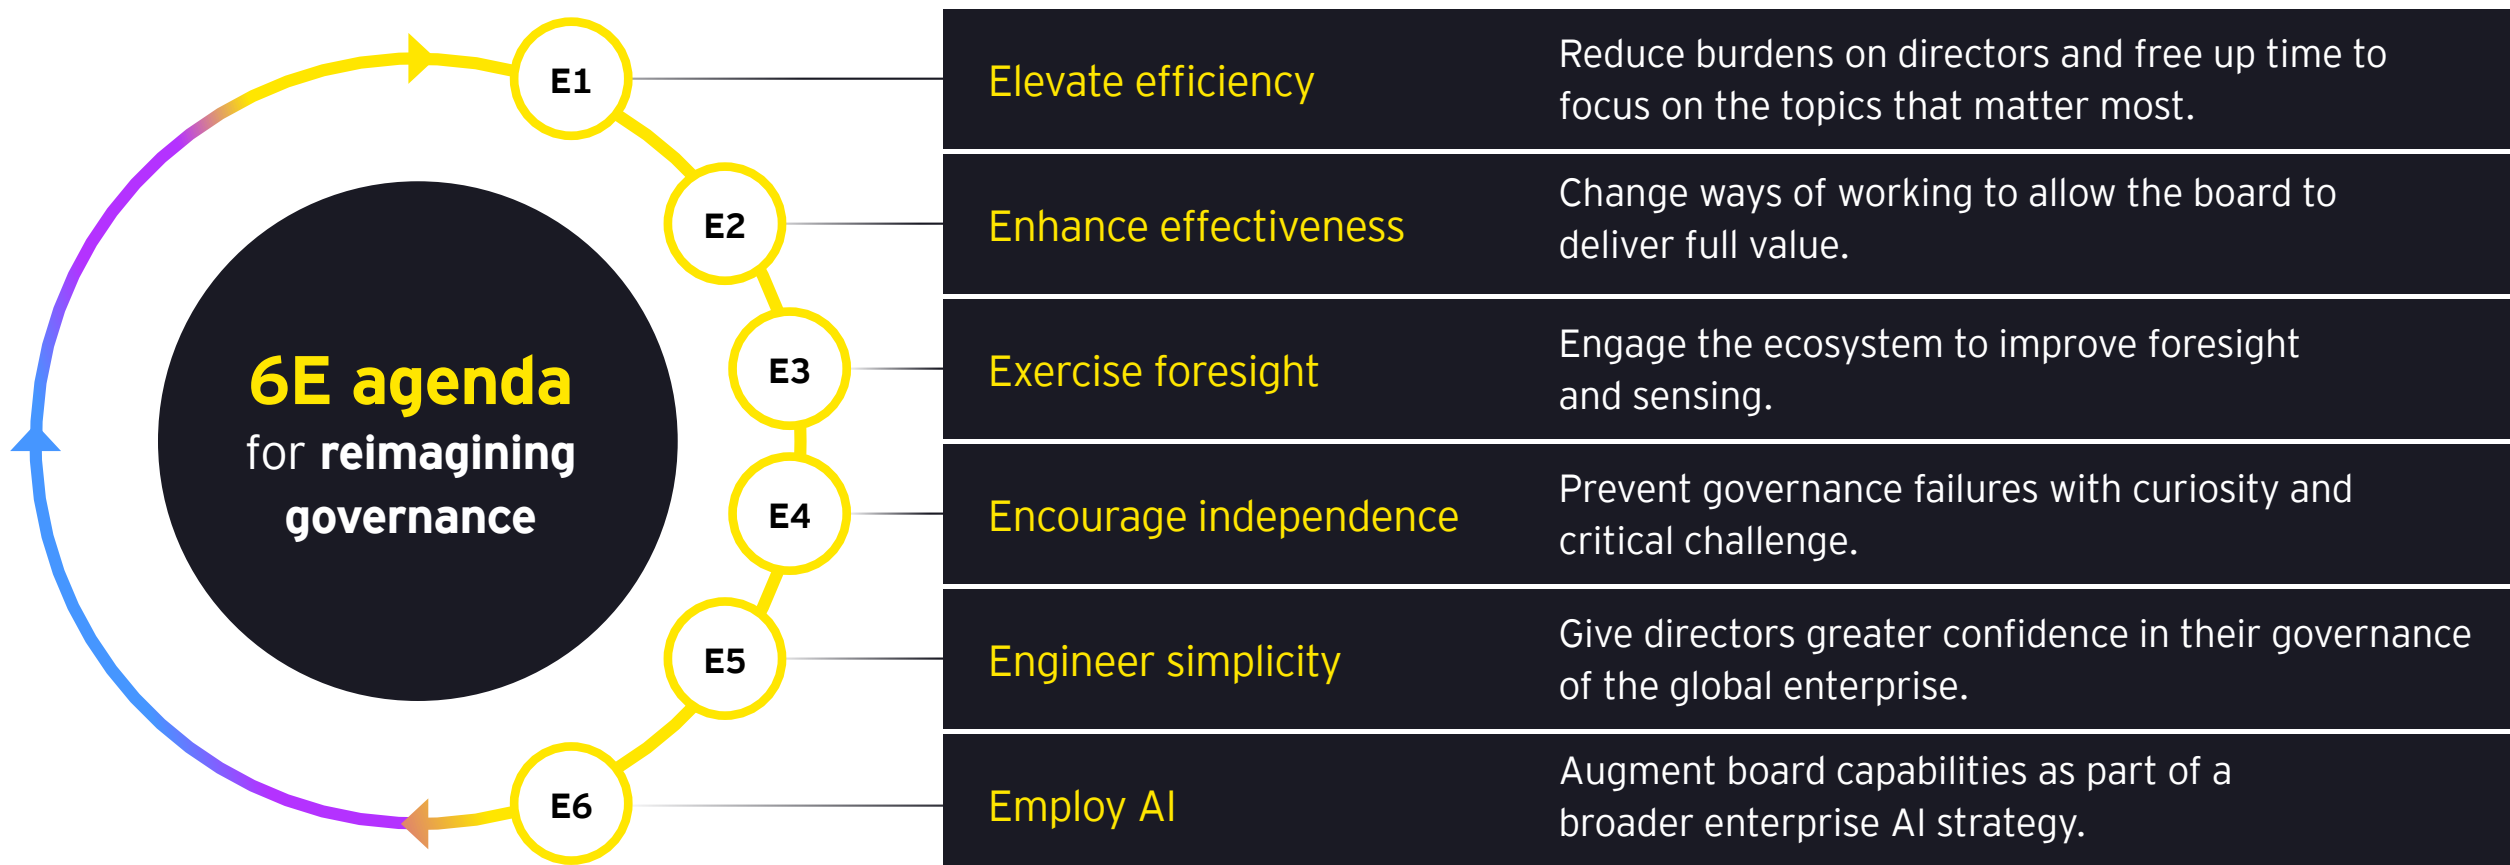 6E agenda
for reimagining
governance
E1
Elevate efficiency
Reduce burdens on directors and free up time to
focus on the topics that matter most.
E2
Enhance effectiveness
Change ways of working to allow the board to
deliver full value.
E3
Exercise foresight
Engage the ecosystem to improve foresight
and sensing.
E4
Encourage independence
Prevent governance failures with curiosity and
critical challenge.
E5
Engineer simplicity
Give directors greater confidence in their governance
of the global enterprise.
E6
Employ AI
Augment board capabilities as part of a
broader enterprise AI strategy.